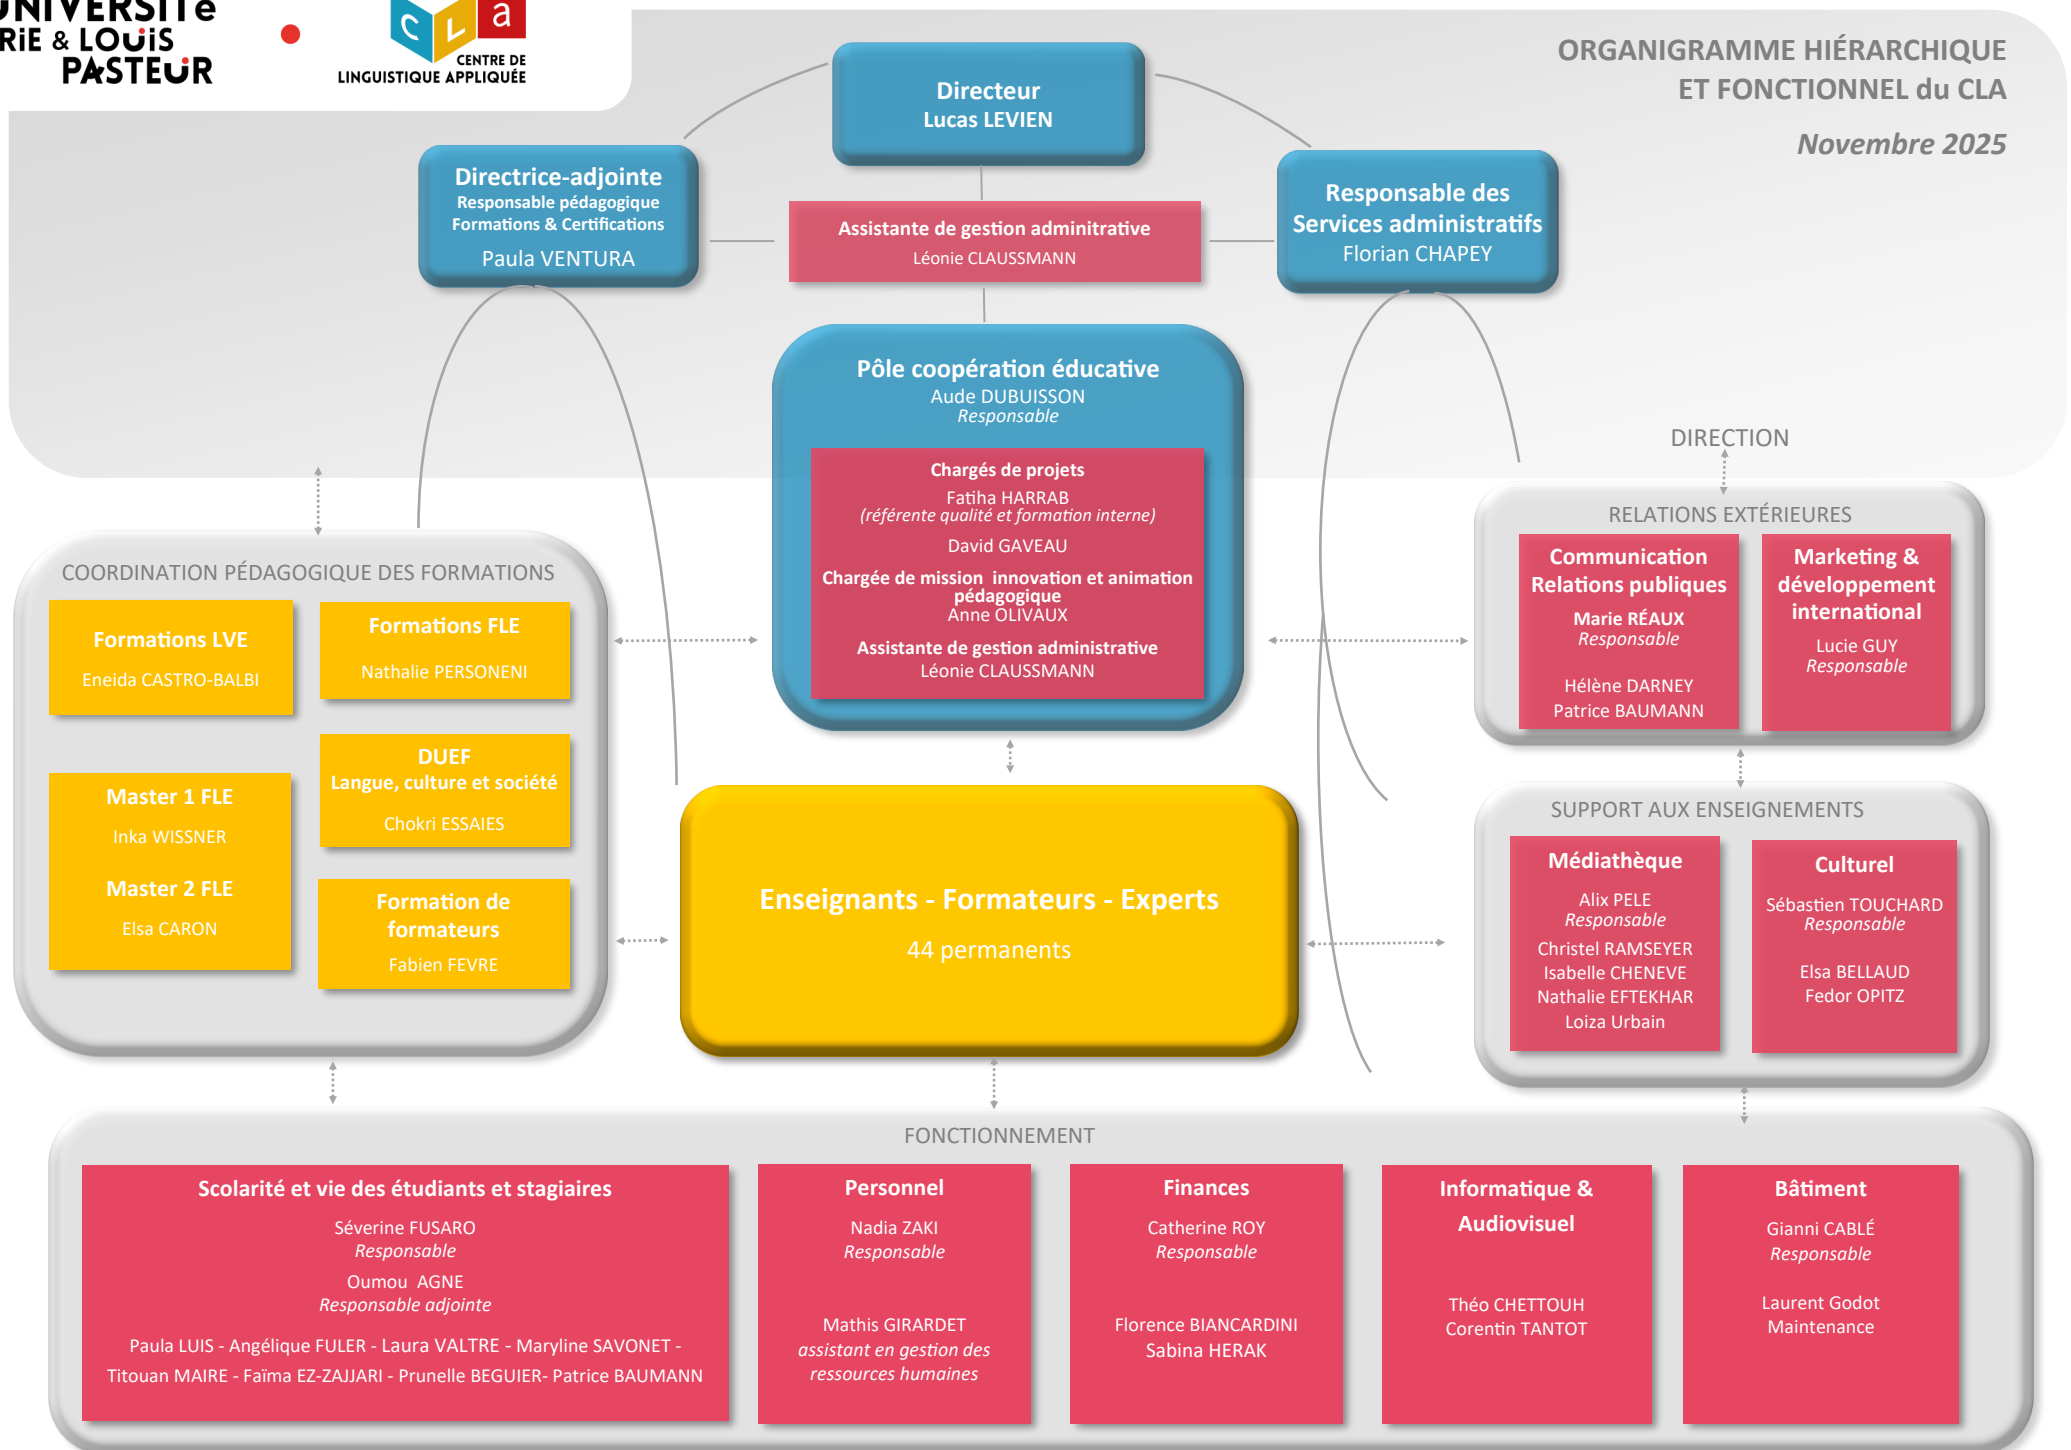 UNIVERSITe
RiE & LOUiS
PASTEUR
CLa
CENTRE DE
LINGUISTIQUE APPLIQUÉE
ORGANIGRAMME HIÉRARCHIQUE
ET FONCTIONNEL du CLA
Novembre 2025
Directeur
Lucas LEVIEN
Directrice-adjointe
Responsable pédagogique
Formations & Certifications
Paula VENTURA
Assistante de gestion adminitrative
Léonie CLAUSSMANN
Responsable des
Services administratifs
Florian CHAPEY
Pôle coopération éducative
Aude DUBUISSON
Responsable
Chargés de projets
Fatiha HARRAB
(référente qualité et formation interne)
David GAVEAU
Chargée de mission innovation et animation
pédagogique
Anne OLIVAUX
Assistante de gestion administrative
Léonie CLAUSSMANN
DIRECTION
COORDINATION PÉDAGOGIQUE DES FORMATIONS
Formations LVE
Eneida CASTRO-BALBI
Formations FLE
Nathalie PERSONENI
Master 1 FLE
Inka WISSNER
Master 2 FLE
Elsa CARON
DUEF
Langue, culture et société
Chokri ESSAIES
Formation de
formateurs
Fabien FEVRE
Enseignants - Formateurs - Experts
44 permanents
RELATIONS EXTÉRIEURES
Communication
Relations publiques
Marie RÉAUX
Responsable
Hélène DARNEY
Patrice BAUMANN
Marketing &
développement
international
Lucie GUY
Responsable
SUPPORT AUX ENSEIGNEMENTS
Médiathèque
Alix PELE
Responsable
Christel RAMSEYER
Isabelle CHENEVE
Nathalie EFTEKHAR
Loiza Urbain
Culturel
Sébastien TOUCHARD
Responsable
Elsa BELLAUD
Fedor OPITZ
FONCTIONNEMENT
Scolarité et vie des étudiants et stagiaires
Séverine FUSARO
Responsable
Oumou AGNE
Responsable adjointe
Paula LUIS - Angélique FULER - Laura VALTRE - Maryline SAVONET -
Titouan MAIRE - Faïma EZ-ZAJJARI - Prunelle BEGUIER- Patrice BAUMANN
Personnel
Nadia ZAKI
Responsable
Mathis GIRARDET
assistant en gestion des
ressources humaines
Finances
Catherine ROY
Responsable
Florence BIANCARDINI
Sabina HERAK
Informatique &
Audiovisuel
Théo CHETTOUH
Corentin TANTOT
Bâtiment
Gianni CABLÉ
Responsable
Laurent Godot
Maintenance